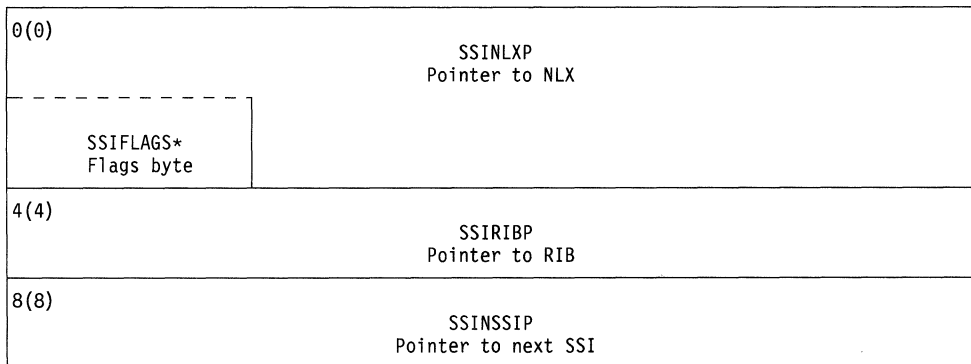 0(0)
SSINLXP
Pointer to NLX
SSIFLAGS*
Flags byte
4(4)
SSIRIBP
Pointer to RIB
8(8)
SSINSSIP
Pointer to next SSI